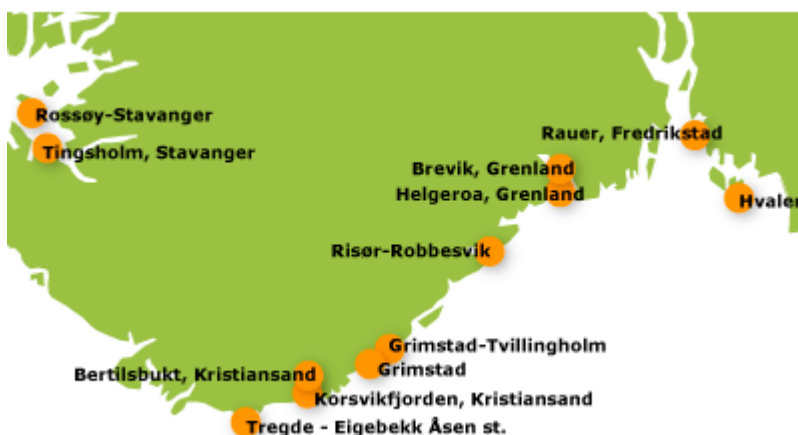 Rossøy-Stavanger
Rauer, Fredrikstad
Tingsholm, Stavanger
Brevik, Grenland
Helgeroa, Grenland
Hvaler
Risør-Robbesvik
Grimstad-Tvillingholm
Grimstad
Bertilsbukt, Kristiansand
Korsvikfjorden, Kristiansand
Tregde - Eigebekk Åsen st.